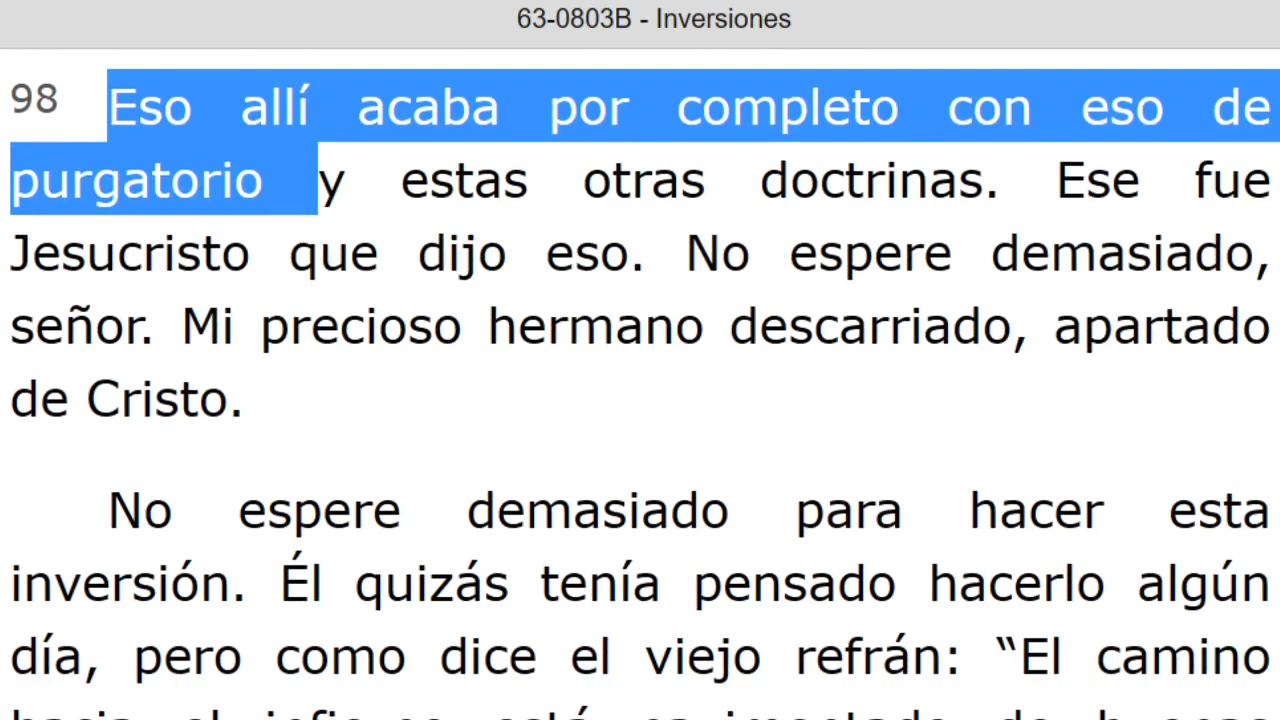 63-0803B - Inversiones
98 Eso allí acaba por completo con eso de
purgatorio y estas otras doctrinas. Ese fue
Jesucristo que dijo eso. No espere demasiado,
señor. Mi precioso hermano descarriado, apartado
de Cristo.
No espere demasiado para hacer esta
inversión. Él quizás tenía pensado hacerlo algún
día, pero como dice el viejo refrán: “El camino